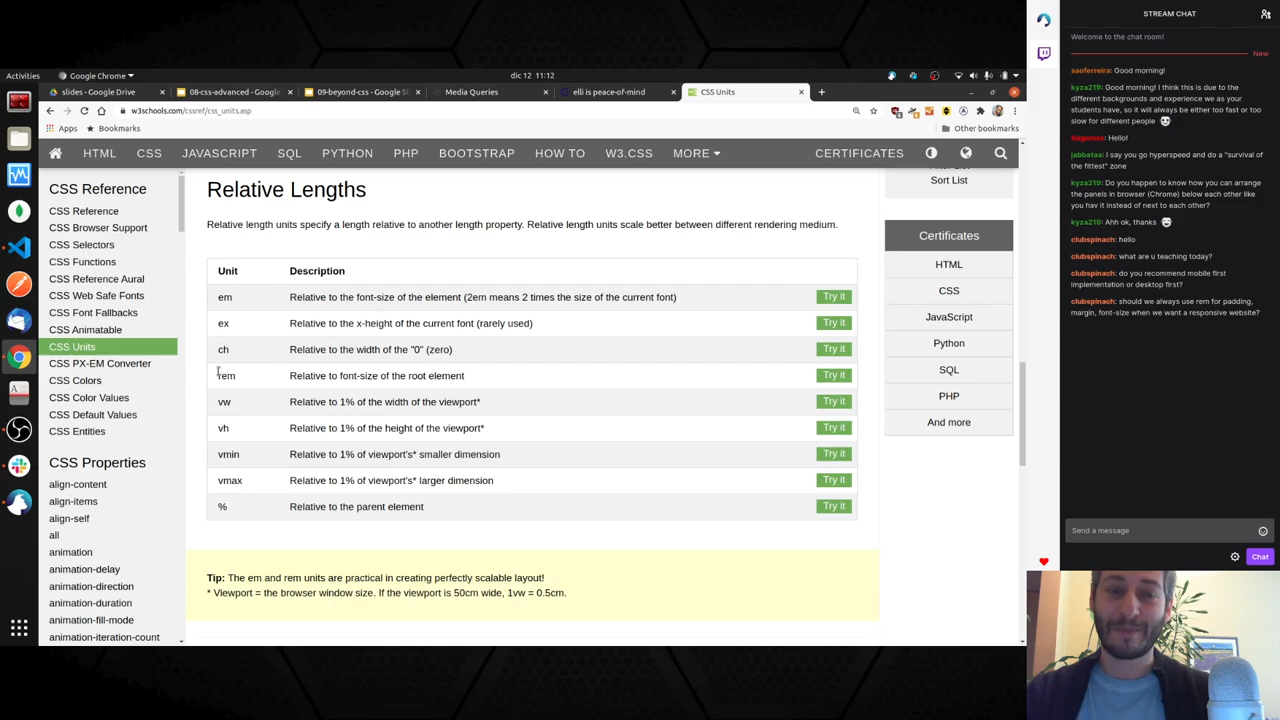 Activities
Google Chrome
dic 12 11:12
slides - Google Drive
08-css-advanced - Google
09-beyond-css - Google Sl
Media Queries
elli is peace-of-mind
CSS Units
w3schools.com/cssref/css_units.asp
Apps
Bookmarks
Other bookmarks
HTML
CSS
JAVASCRIPT
SQL
PYTHON
PHP
BOOTSTRAP
HOW TO
W3.CSS
MORE
CERTIFICATES
CSS Reference
CSS Reference
CSS Browser Support
CSS Selectors
CSS Functions
CSS Reference Aural
CSS Web Safe Fonts
CSS Font Fallbacks
CSS Animatable
CSS Units
CSS PX-EM Converter
CSS Colors
CSS Color Values
CSS Default Values
CSS Entities
CSS Properties
align-content
align-items
align-self
all
animation
animation-delay
animation-direction
animation-duration
animation-fill-mode
animation-iteration-count
Relative Lengths
Relative length units specify a length relative to another length property. Relative length units scale better between different rendering medium.
Unit Description
em Relative to the font-size of the element (2em means 2 times the size of the current font) Try it
ex Relative to the x-height of the current font (rarely used) Try it
ch Relative to the width of the "0" (zero) Try it
rem Relative to font-size of the root element Try it
vw Relative to 1% of the width of the viewport* Try it
vh Relative to 1% of the height of the viewport* Try it
vmin Relative to 1% of viewport's* smaller dimension Try it
vmax Relative to 1% of viewport's* larger dimension Try it
% Relative to the parent element Try it
Tip: The em and rem units are practical in creating perfectly scalable layout!
* Viewport = the browser window size. If the viewport is 50cm wide, 1vw = 0.5cm.
Sort List
Certificates
HTML
CSS
JavaScript
Python
SQL
PHP
And more
STREAM CHAT
Welcome to the chat room!
New
saoferreira: Good morning!
kyza219: Good morning! I think this is due to the
different backgrounds and experience we as your
students have, so it will always be either too fast or too
slow for different people
Hello!
jabbataa: I say you go hyperspeed and do a "survival of
the fittest" zone
kyza219: Do you happen to know how you can arrange
the panels in browser (Chrome) below each other like
you hav it instead of next to each other?
kyza219: Ahh ok, thanks
clubspinach: hello
clubspinach: what are u teaching today?
clubspinach: do you recommend mobile first
implementation or desktop first?
clubspinach: should we always use rem for padding,
margin, font-size when we want a responsive website?
Send a message
Chat